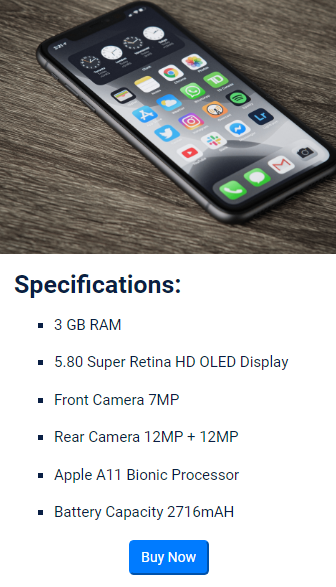 Specifications:
3 GB RAM
5.80 Super Retina HD OLED Display
Front Camera 7MP
Rear Camera 12MP + 12MP
Apple A11 Bionic Processor
Battery Capacity 2716mAH
Buy Now